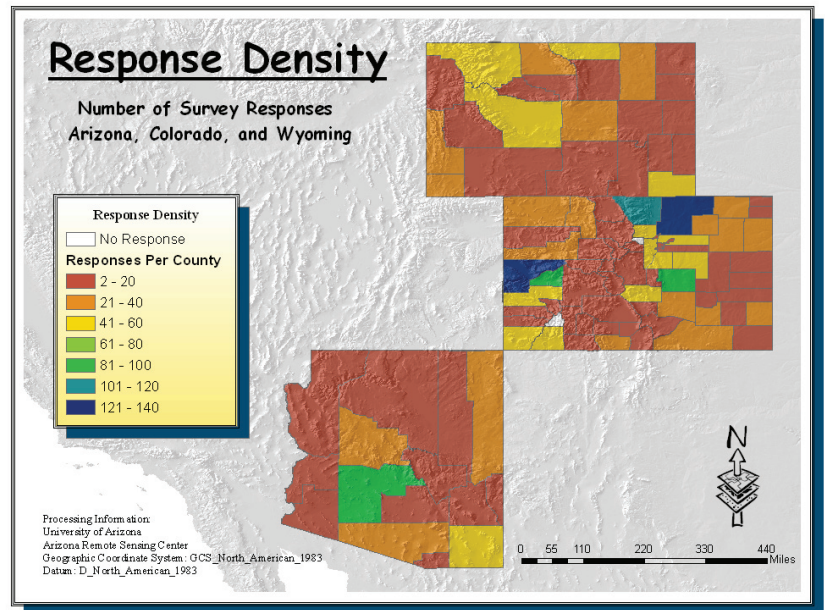 Response Density
Number of Survey Responses
Arizona, Colorado, and Wyoming
Response Density
No Response
Responses Per County
2 - 20
21 - 40
41 - 60
61 - 80
81 - 100
101 - 120
121 - 140
N
Processing Information:
University of Arizona
Arizona Remote Sensing Center
Geographic Coordinate System: GCS_North_American_1983
Datum: D_North_American_1983
0 55 110 220 330 440
Miles